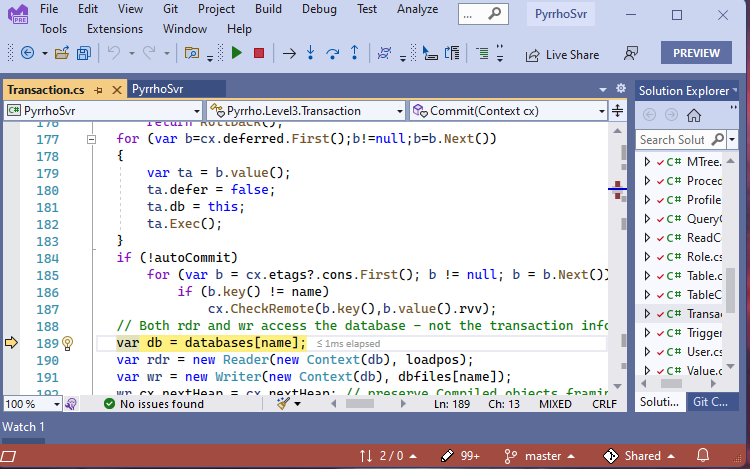 PRE
File Edit View Git Project Build Debug Test Analyze
Tools Extensions Window Help
...
PyrrhoSvr
Live Share
PREVIEW
Transaction.cs
PyrrhoSvr
C# PyrrhoSvr
Pyrrho.Level3.Transaction
Commit(Context cx)
176 return RollBack();
177 for (var b=cx.deferred.First();b!=null;b=b.Next())
178 {
179 var ta = b.value();
180 ta.defer = false;
181 ta.db = this;
182 ta.Exec();
183 }
184 if (!autoCommit)
185 for (var b = cx.etags?.cons.First(); b != null; b = b.Next())
186 if (b.key() != name)
187 cx.CheckRemote(b.key(),b.value().rvv);
188 // Both rdr and wr access the database - not the transaction info
189 var db = databases[name]; ≤ 1ms elapsed
190 var rdr = new Reader(new Context(db), loadpos);
191 var wr = new Writer(new Context(db), dbfiles[name]);
192 wr.cx.nextHeap = cx.nextHeap; // preserve Compiled objects framin
100 %
No issues found
Ln: 189 Ch: 13 MIXED CRLF
Solution Explorer
Search Solut
C# MTree.
C# Proced
C# Profile
C# QueryC
C# ReadC
C# Role.cs
C# Table.c
C# TableC
C# Transac
C# Trigger
C# User.cs
C# Value.c
Soluti... Git C...
Watch 1
2 / 0
99+
master
Shared